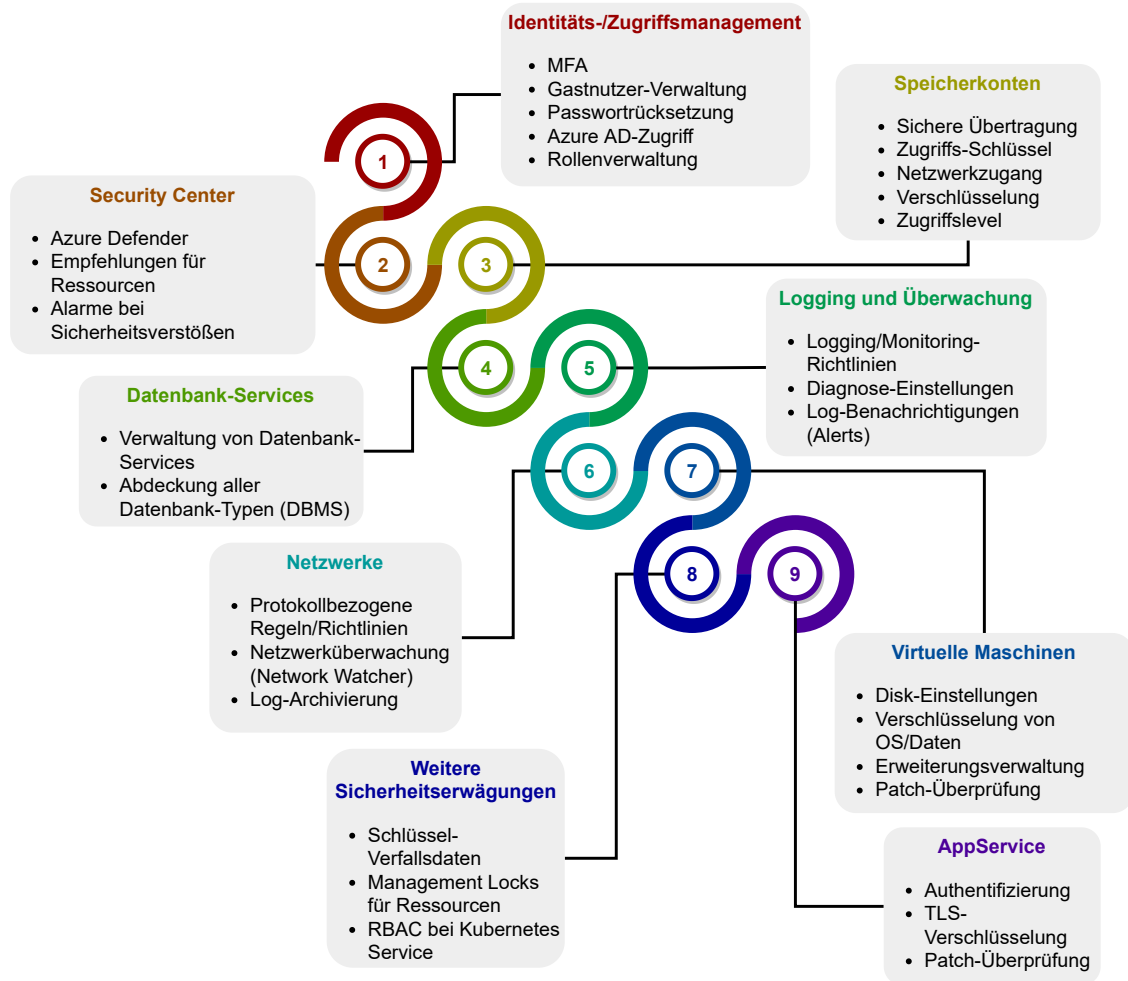 Identitäts-/Zugriffsmanagement
MFA
Gastnutzer-Verwaltung
Passwortrücksetzung
Azure AD-Zugriff
Rollenverwaltung
1
Security Center
Azure Defender
Empfehlungen für
Ressourcen
Alarme bei
Sicherheitsverstößen
2
3
Speicherkonten
Sichere Übertragung
Zugriffs-Schlüssel
Netzwerkzugang
Verschlüsselung
Zugriffslevel
4
Datenbank-Services
Verwaltung von Datenbank-
Services
Abdeckung aller
Datenbank-Typen (DBMS)
5
Logging und Überwachung
Logging/Monitoring-
Richtlinien
Diagnose-Einstellungen
Log-Benachrichtigungen
(Alerts)
6
Netzwerke
Protokollbezogene
Regeln/Richtlinien
Netzwerküberwachung
(Network Watcher)
Log-Archivierung
7
Virtuelle Maschinen
Disk-Einstellungen
Verschlüsselung von
OS/Daten
Erweiterungsverwaltung
Patch-Überprüfung
8
Weitere
Sicherheitserwägungen
Schlüssel-
Verfallsdaten
Management Locks
für Ressourcen
RBAC bei Kubernetes
Service
9
AppService
Authentifizierung
TLS-
Verschlüsselung
Patch-Überprüfung